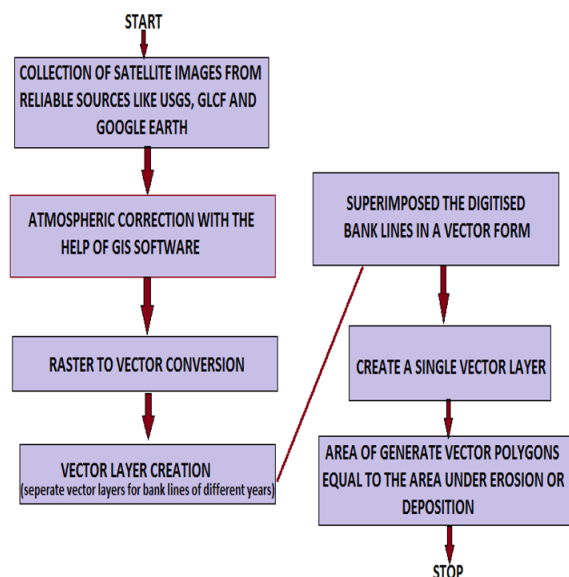 START
COLLECTION OF SATELLITE IMAGES FROM
RELIABLE SOURCES LIKE USGS, GLCF AND
GOOGLE EARTH
ATMOSPHERIC CORRECTION WITH THE
HELP OF GIS SOFTWARE
RASTER TO VECTOR CONVERSION
VECTOR LAYER CREATION
(seperate vector layers for bank lines of different years)
SUPERIMPOSED THE DIGITISED
BANK LINES IN A VECTOR FORM
CREATE A SINGLE VECTOR LAYER
AREA OF GENERATE VECTOR POLYGONS
EQUAL TO THE AREA UNDER EROSION OR
DEPOSITION
STOP